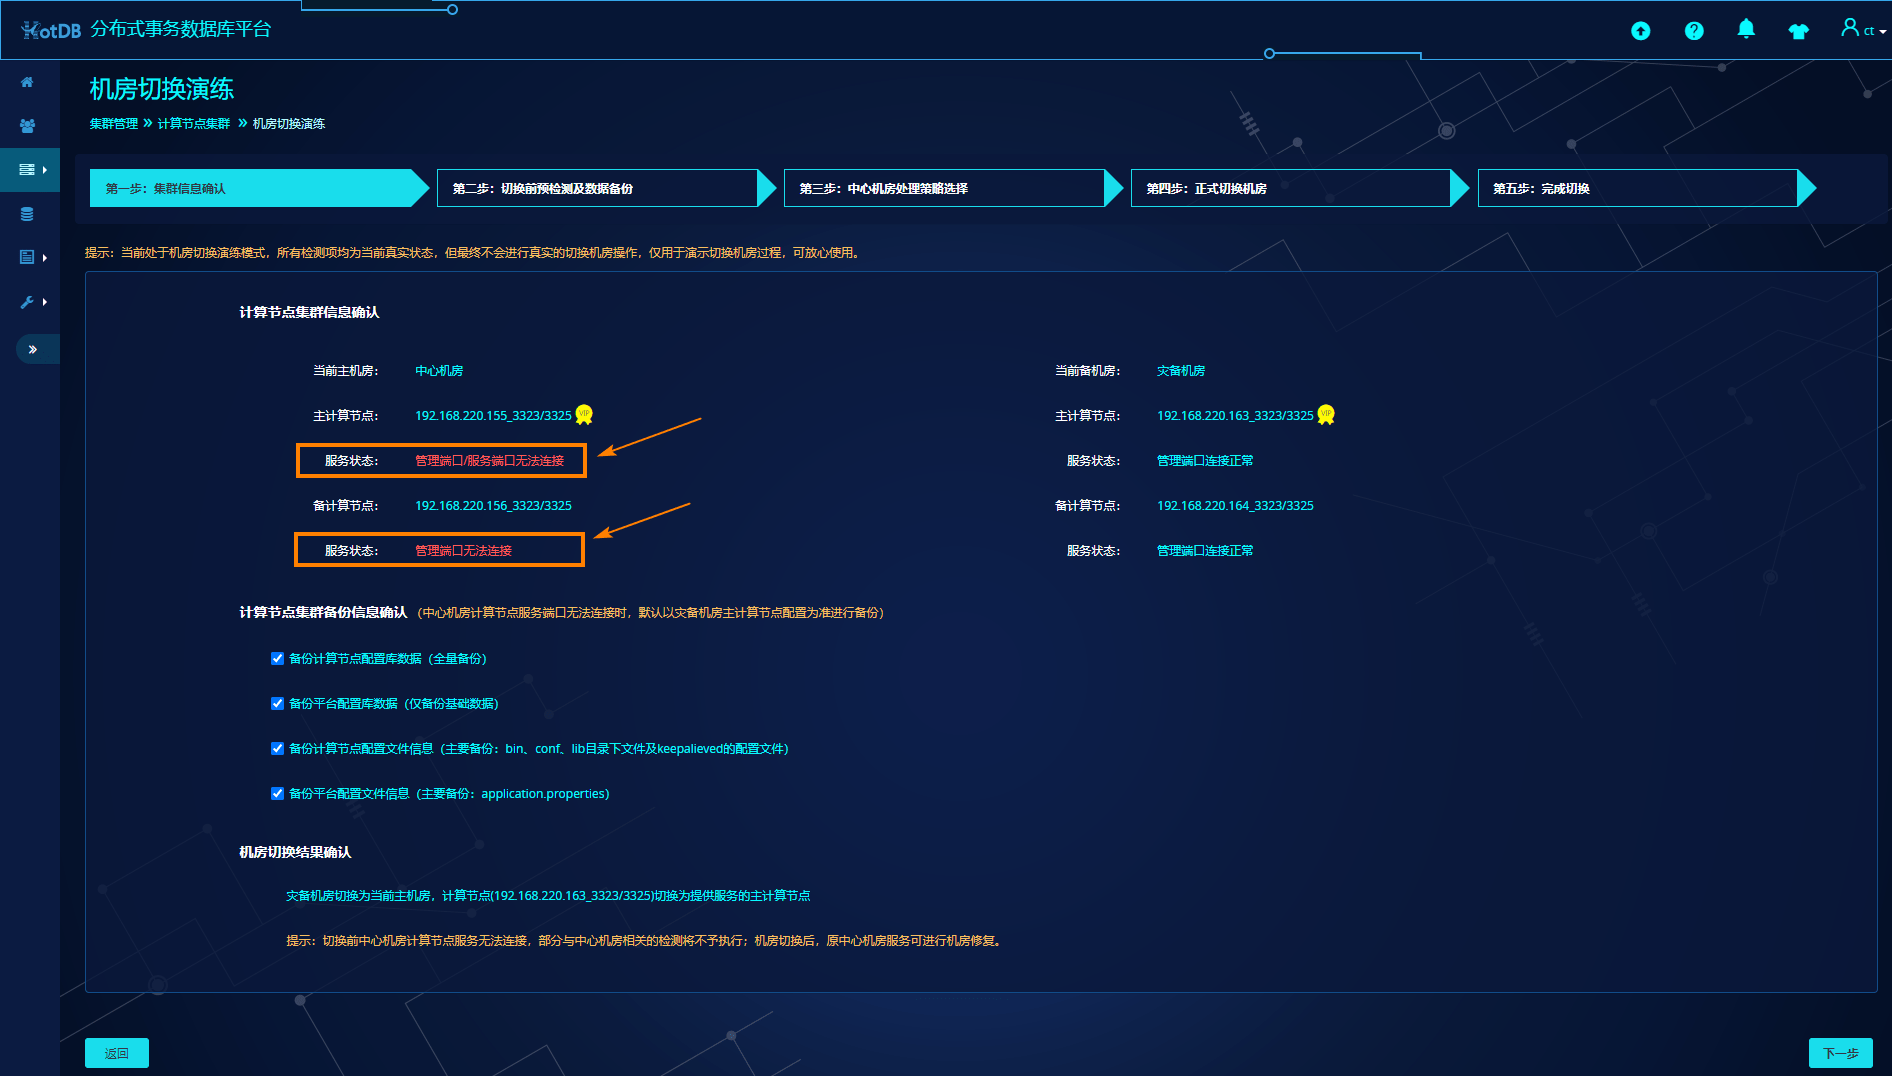 HotDB 分布式事务数据库平台
ct
机房切换演练
集群管理 » 计算节点集群 » 机房切换演练
第一步：集群信息确认
第二步：切换前预检测及数据备份
第三步：中心机房处理策略选择
第四步：正式切换机房
第五步：完成切换
提示：当前处于机房切换演练模式，所有检测项均为当前真实状态，但最终不会进行真实的切换机房操作，仅用于演示切换机房过程，可放心使用。
计算节点集群信息确认
当前主机房： 中心机房
当前备机房： 灾备机房
主计算节点： 192.168.220.155_3323/3325 VIP
主计算节点： 192.168.220.163_3323/3325 VIP
服务状态： 管理端口/服务端口无法连接
服务状态： 管理端口连接正常
备计算节点： 192.168.220.156_3323/3325
备计算节点： 192.168.220.164_3323/3325
服务状态： 管理端口无法连接
服务状态： 管理端口连接正常
计算节点集群备份信息确认（中心机房计算节点服务端口无法连接时，默认以灾备机房主计算节点配置为准进行备份）
备份计算节点配置库数据（全量备份）
备份平台配置库数据（仅备份基础数据）
备份计算节点配置文件信息（主要备份：bin、conf、lib目录下文件及keepalieved的配置文件）
备份平台配置文件信息（主要备份：application.properties）
机房切换结果确认
灾备机房切换为当前主机房，计算节点(192.168.220.163_3323/3325)切换为提供服务的主计算节点
提示：切换前中心机房计算节点服务无法连接，部分与中心机房相关的检测将不予执行；机房切换后，原中心机房服务可进行机房修复。
返回
下一步